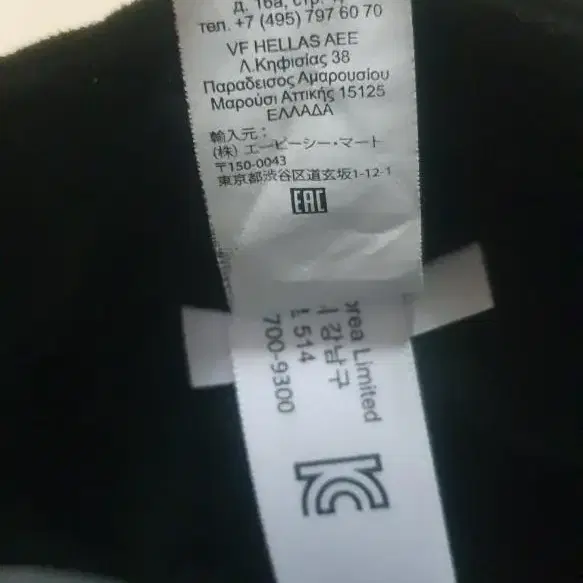 д. 16а, стр.
тел. +7 (495) 797 60 70
VF HELLAS AEE
Λ.Κηφισίας 38
Παραδεισος Αμαρουσίου
Μαρούσι Αττικής 15125
ΕΛΛΑΔΑ
輸入元：
(株) エービーシー・マート
〒150-0043
東京都渋谷区道玄坂1-12-1
EAC
orea Limited
강남구
514
700-9300